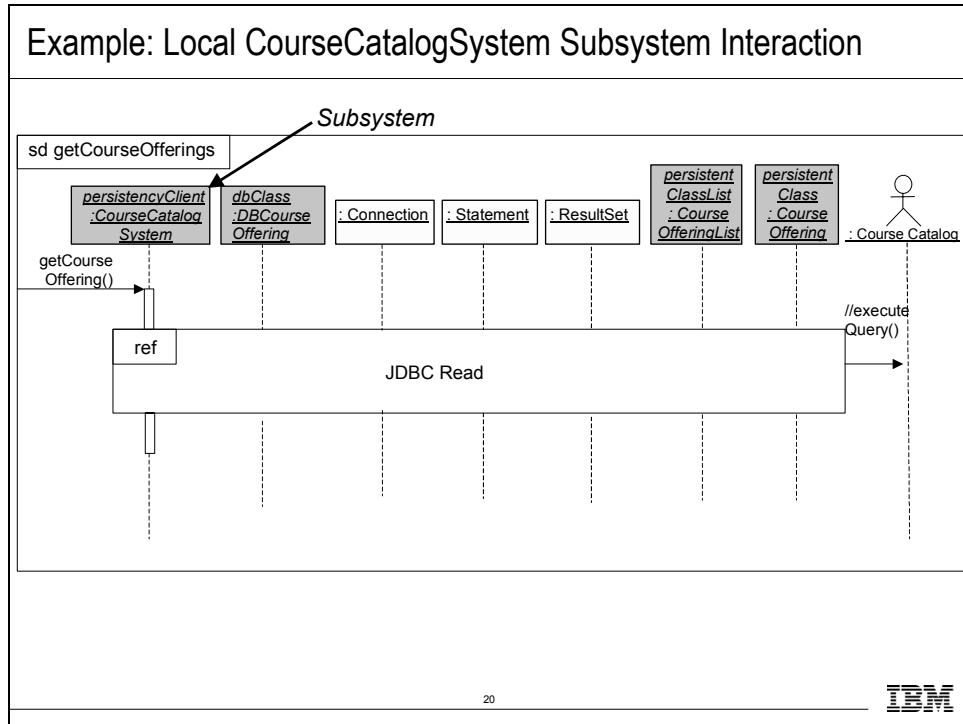 Example: Local CourseCatalogSystem Subsystem Interaction
Subsystem
sd getCourseOfferings
persistencyClient
:CourseCatalog
System
dbClass
:DBCourse
Offering
: Connection
: Statement
: ResultSet
persistent
ClassList
: Course
OfferingList
persistent
Class
: Course
Offering
: Course Catalog
getCourse
Offering()
//execute
Query()
ref
JDBC Read
20
IBM